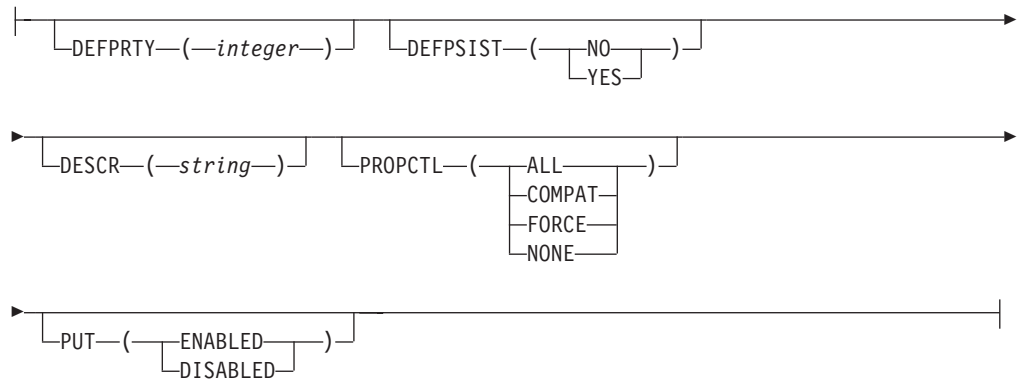 DEFPRTY ( integer ) DEFPSIST ( NO )
YES
DESCR ( string ) PROPCTL ( ALL )
COMPAT
FORCE
NONE
PUT ( ENABLED )
DISABLED